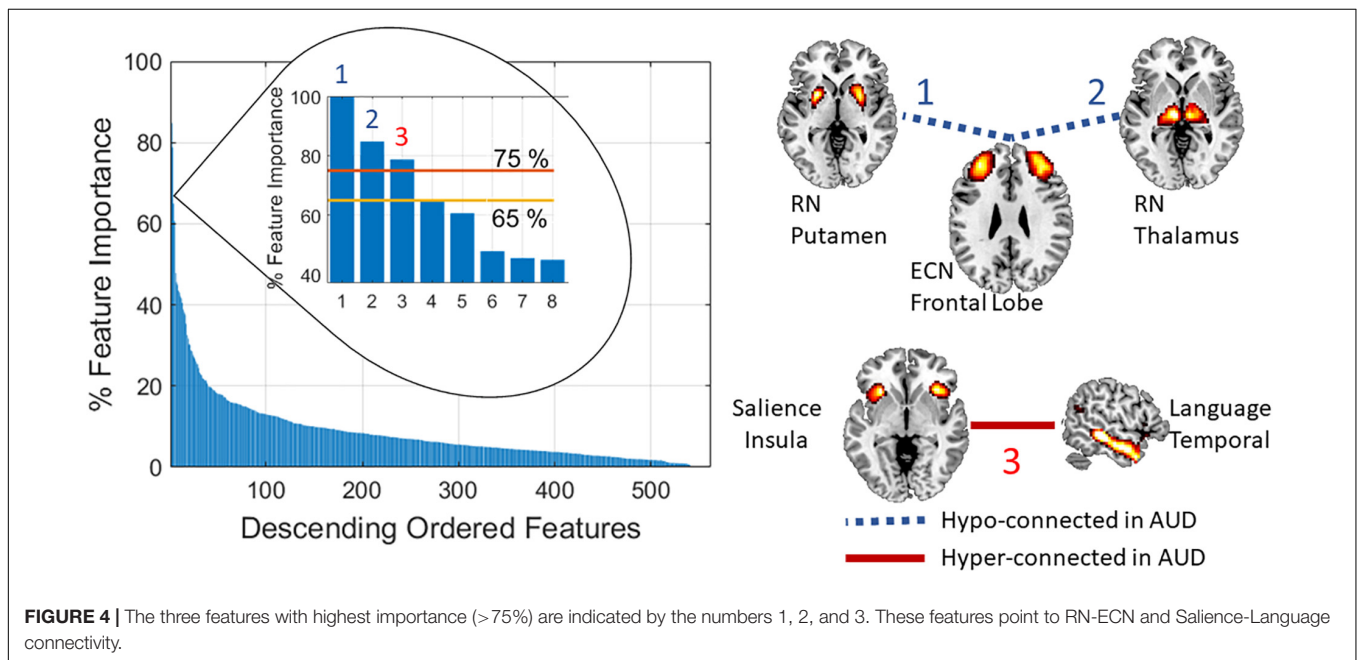 100
80
60
40
20
0
% Feature Importance
100 200 300 400 500
Descending Ordered Features
1
2
3
100
80
60
40
% Feature Importance
75 %
65 %
1 2 3 4 5 6 7 8
1
2
RN
Putamen
RN
Thalamus
ECN
Frontal Lobe
Salience
Insula
3
Language
Temporal
Hypo-connected in AUD
Hyper-connected in AUD
FIGURE 4 | The three features with highest importance (>75%) are indicated by the numbers 1, 2, and 3. These features point to RN-ECN and Salience-Language
connectivity.